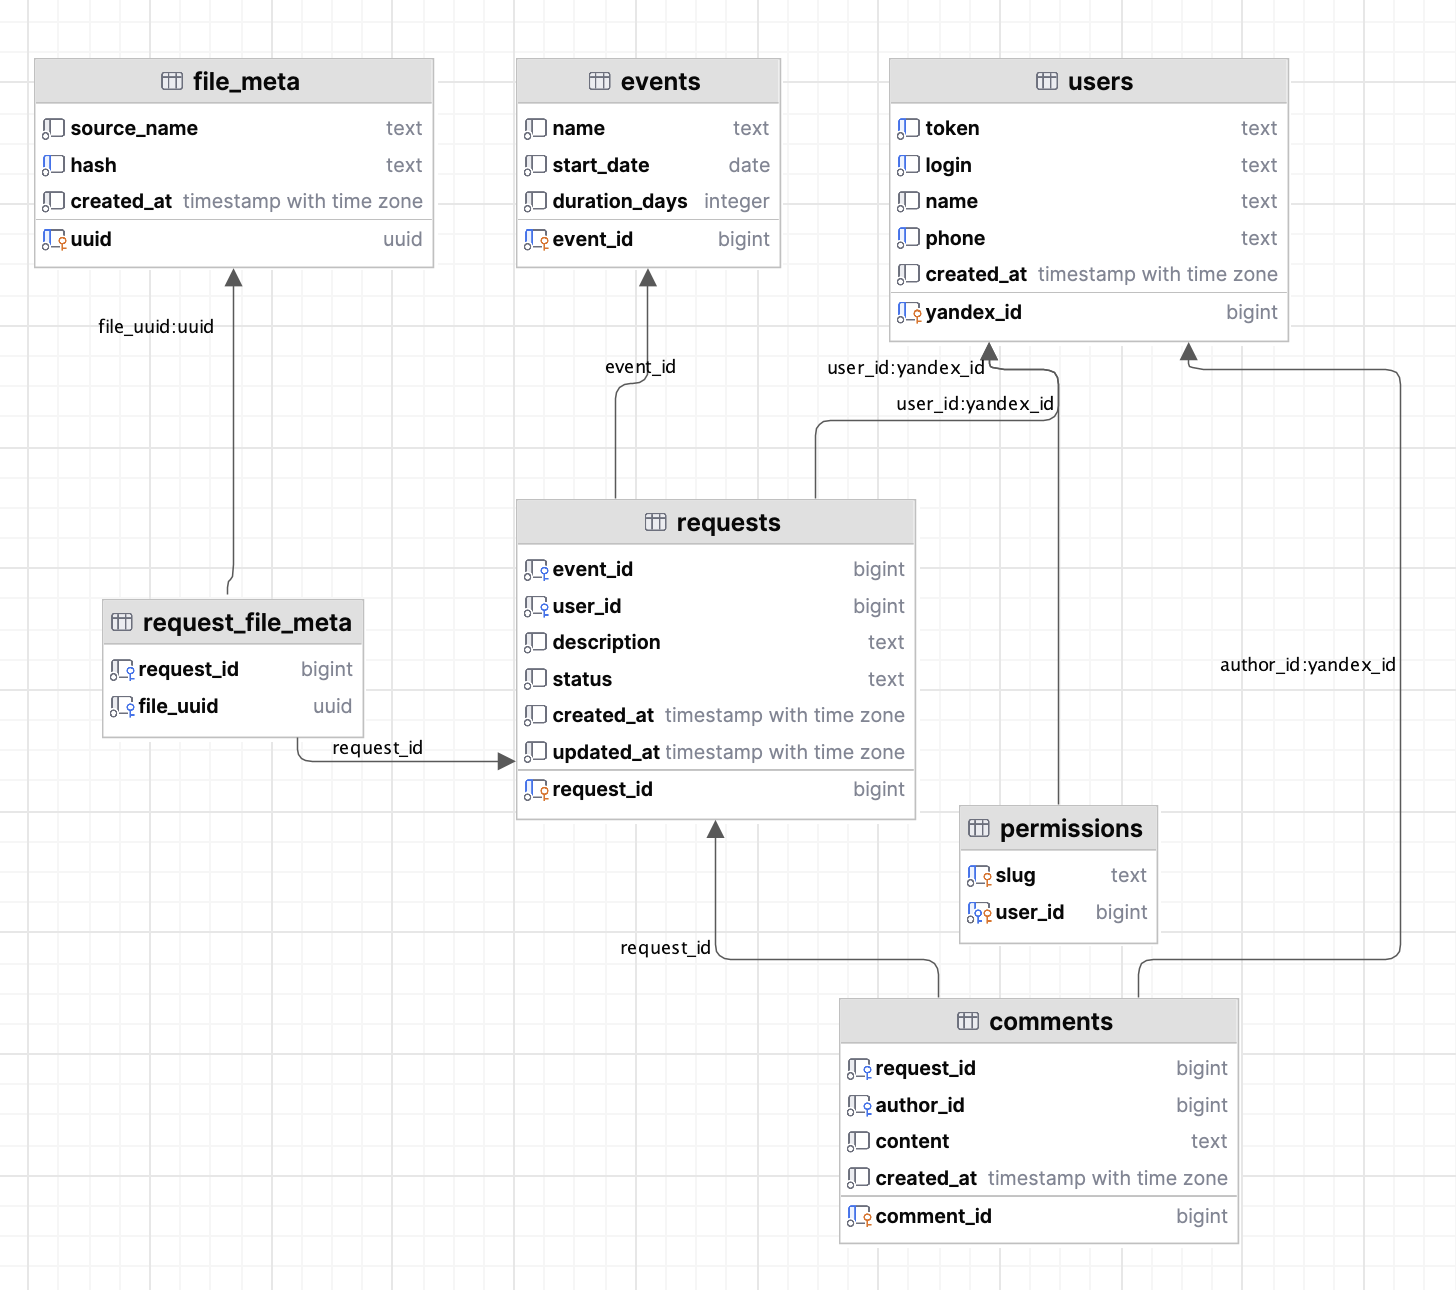 file_meta
source_name text
hash text
created_at timestamp with time zone
uuid uuid
events
name text
start_date date
duration_days integer
event_id bigint
users
token text
login text
name text
phone text
created_at timestamp with time zone
yandex_id bigint
file_uuid:uuid
event_id
user_id:yandex_id
user_id:yandex_id
requests
event_id bigint
user_id bigint
description text
status text
created_at timestamp with time zone
updated_at timestamp with time zone
request_id bigint
request_file_meta
request_id bigint
file_uuid uuid
request_id
author_id:yandex_id
permissions
slug text
user_id bigint
request_id
comments
request_id bigint
author_id bigint
content text
created_at timestamp with time zone
comment_id bigint